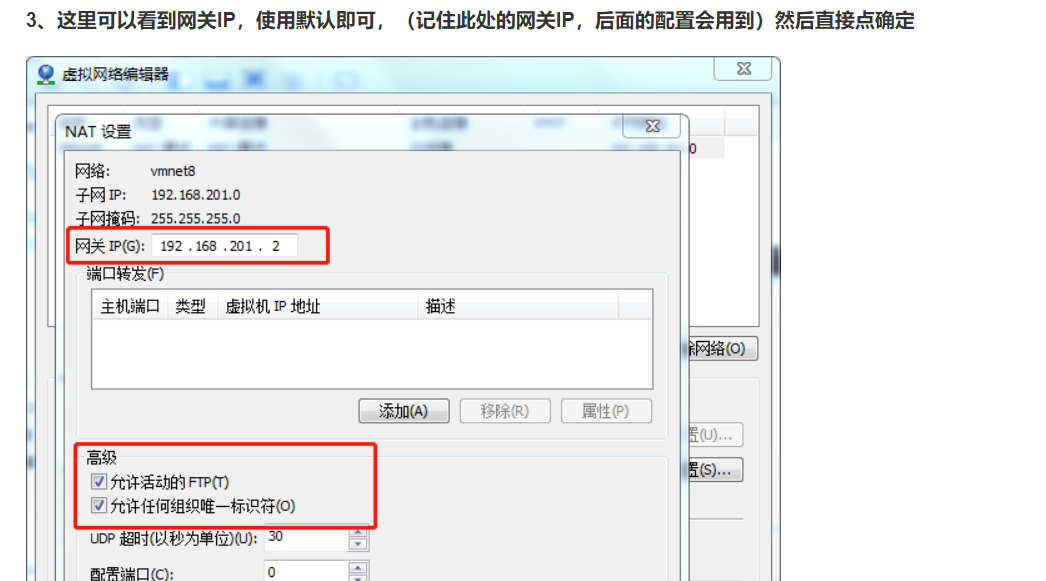 3、这里可以看到网关IP，使用默认即可，（记住此处的网关IP，后面的配置会用到）然后直接点确定
虚拟网络编辑器
NAT 设置
0
网络: vmnet8
子网 IP: 192.168.201.0
子网掩码: 255.255.255.0
网关 IP(G): 192 . 168 . 201 . 2
端口转发(F)
主机端口 类型 虚拟机 IP 地址 描述
网络(O)
添加(A) 移除(R) 属性(P)
置(U)...
高级
置(S)...
允许活动的 FTP(T)
允许任何组织唯一标识符(O)
UDP 超时(以秒为单位)(U): 30
配置端口(C): 0